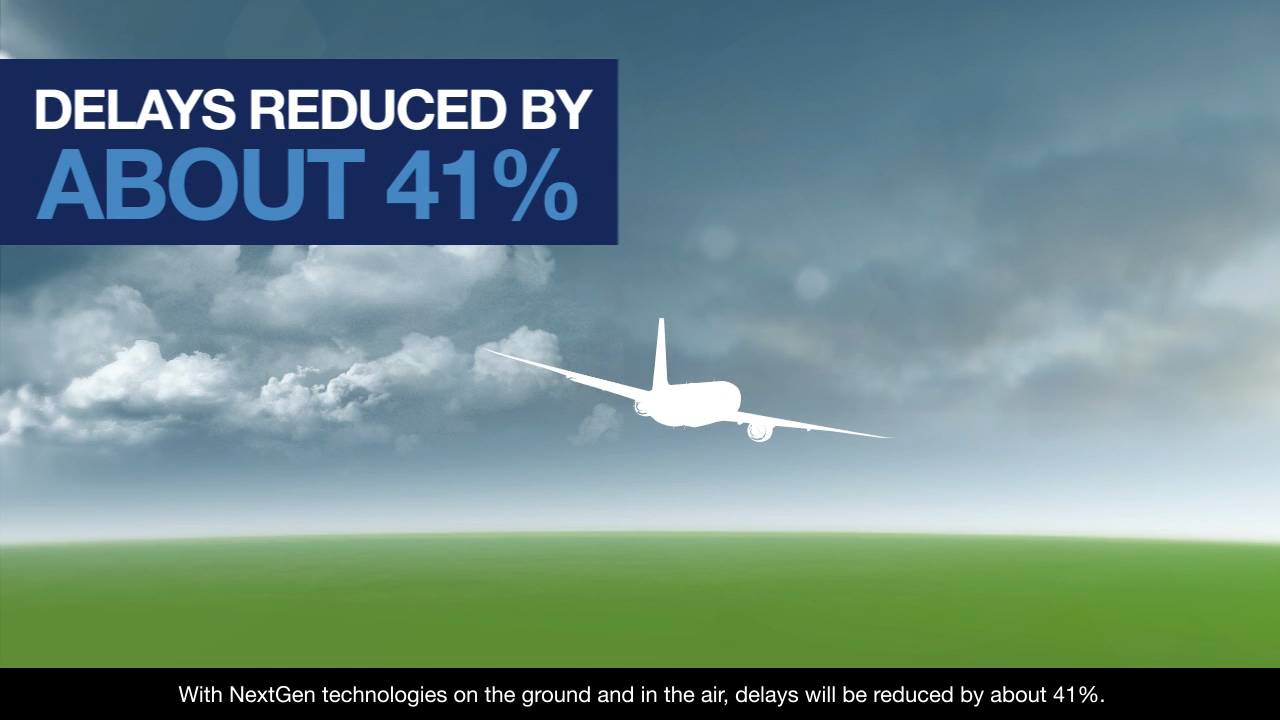 DELAYS REDUCED BY
ABOUT 41%
With NextGen technologies on the ground and in the air, delays will be reduced by about 41%.